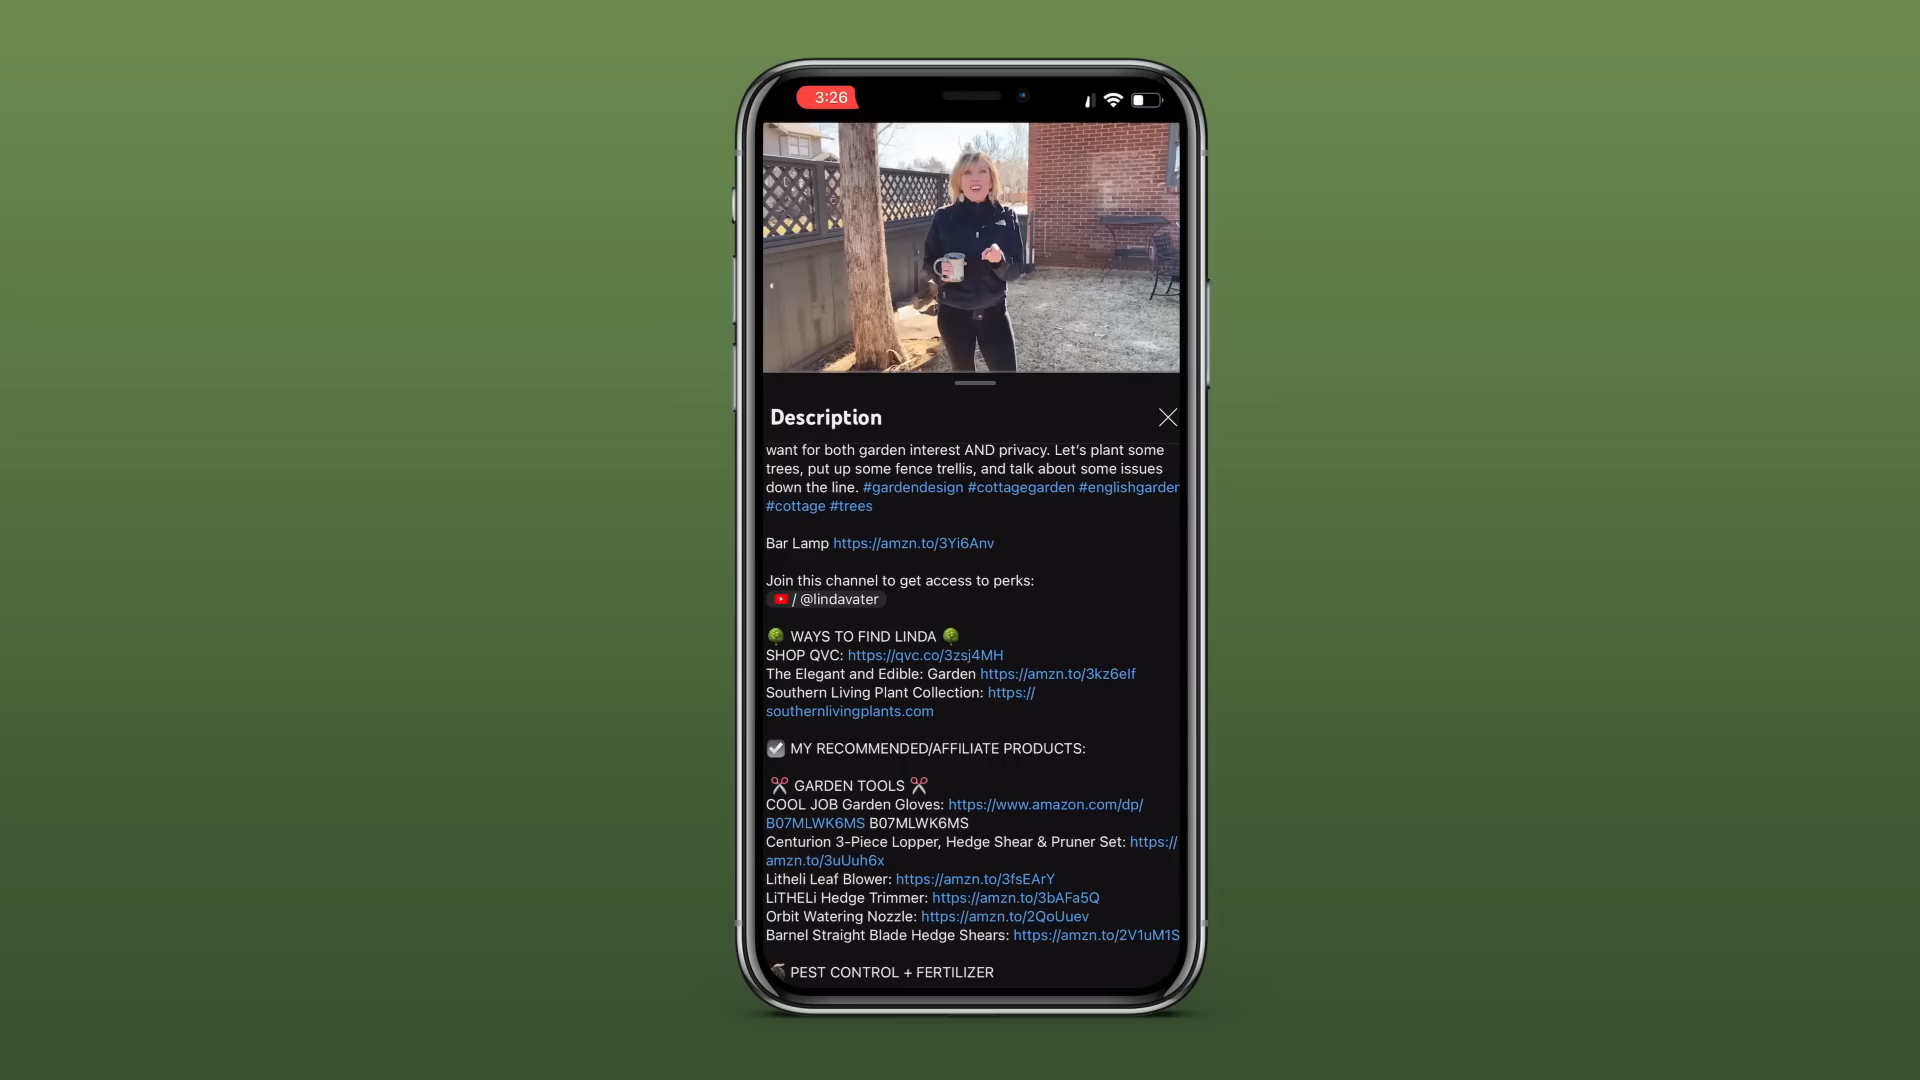 3:26
Description
want for both garden interest AND privacy. Let's plant some
trees, put up some fence trellis, and talk about some issues
down the line. #gardendesign #cottagegarden #englishgarden
#cottage #trees
Bar Lamp https://amzn.to/3Yi6Anv
Join this channel to get access to perks:
/ @lindavater
🌳 WAYS TO FIND LINDA 🌳
SHOP QVC: https://qvc.co/3zsj4MH
The Elegant and Edible: Garden https://amzn.to/3kz6eIf
Southern Living Plant Collection: https://
southernlivingplants.com
☑️ MY RECOMMENDED/AFFILIATE PRODUCTS:
✂️ GARDEN TOOLS ✂️
COOL JOB Garden Gloves: https://www.amazon.com/dp/
B07MLWK6MS B07MLWK6MS
Centurion 3-Piece Lopper, Hedge Shear & Pruner Set: https://
amzn.to/3uUuh6x
Litheli Leaf Blower: https://amzn.to/3fsEArY
LiTHELi Hedge Trimmer: https://amzn.to/3bAFa5Q
Orbit Watering Nozzle: https://amzn.to/2QoUuev
Barnel Straight Blade Hedge Shears: https://amzn.to/2V1uM1S
PEST CONTROL + FERTILIZER